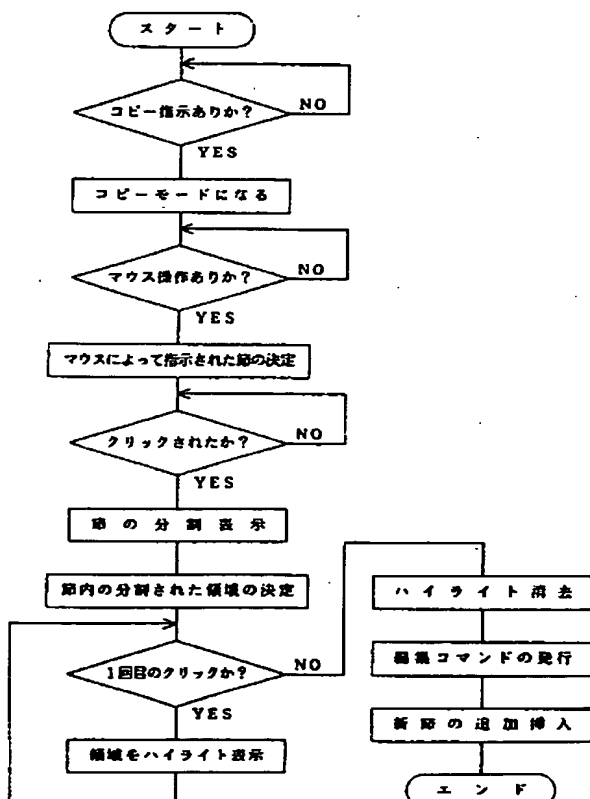 スタート
コピー指示ありか?
NO
YES
コピーモードになる
マウス操作ありか?
NO
YES
マウスによって指示された節の決定
クリックされたか?
NO
YES
節の分割表示
節内の分割された領域の決定
1回目のクリックか?
NO
YES
領域をハイライト表示
ハイライト消去
編集コマンドの発行
新節の追加挿入
エンド